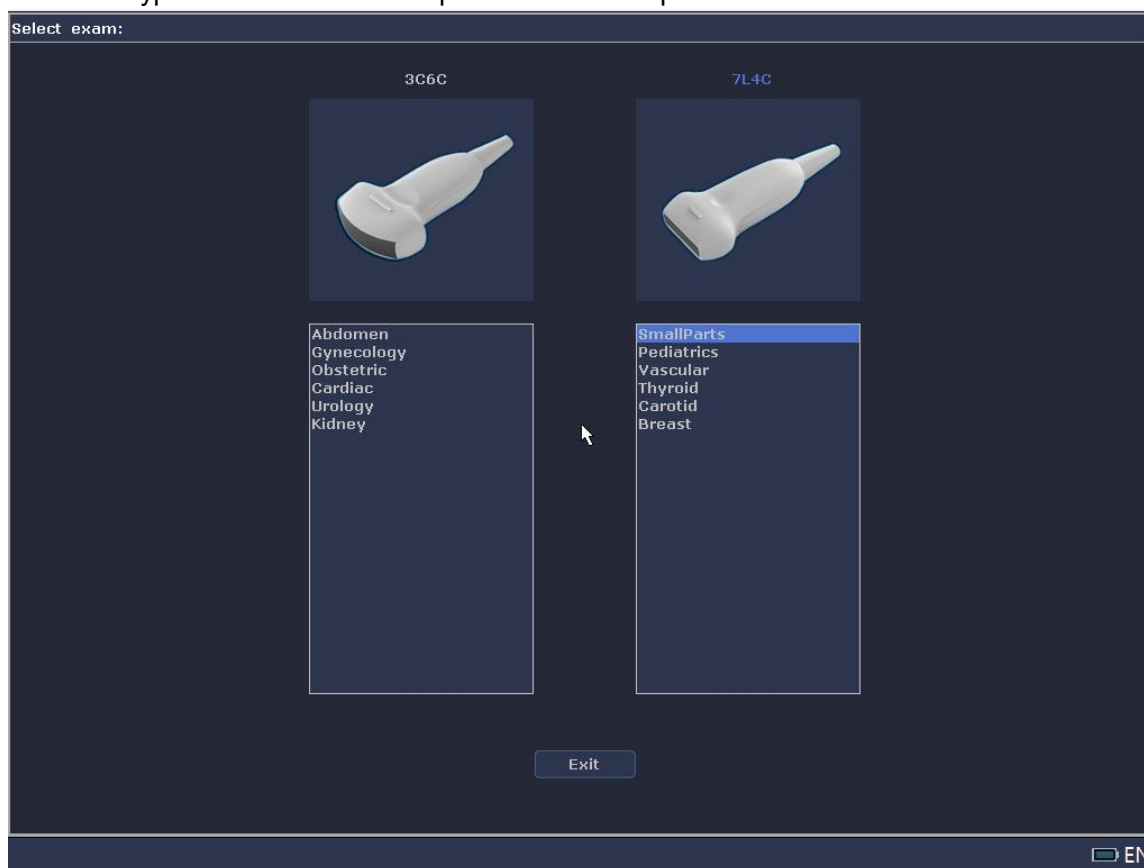 Select exam:
3C6C
7L4C
Abdomen
Gynecology
Obstetric
Cardiac
Urology
Kidney
SmallParts
Pediatrics
Vascular
Thyroid
Carotid
Breast
Exit
EN